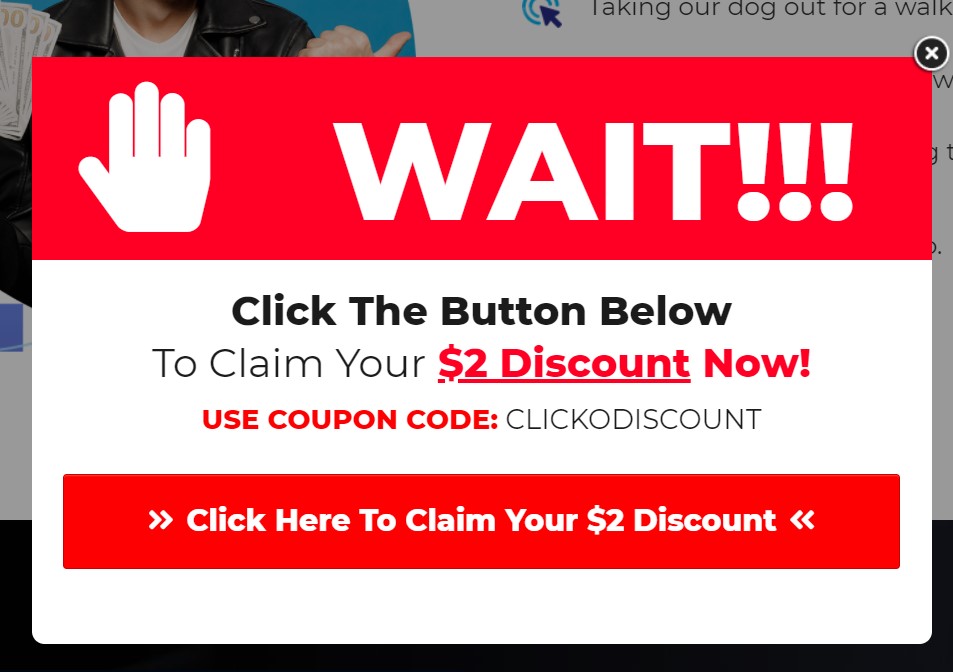 Taking our dog out for a walk
WAIT!!!
Click The Button Below
To Claim Your $2 Discount Now!
USE COUPON CODE: CLICKODISCOUNT
» Click Here To Claim Your $2 Discount «